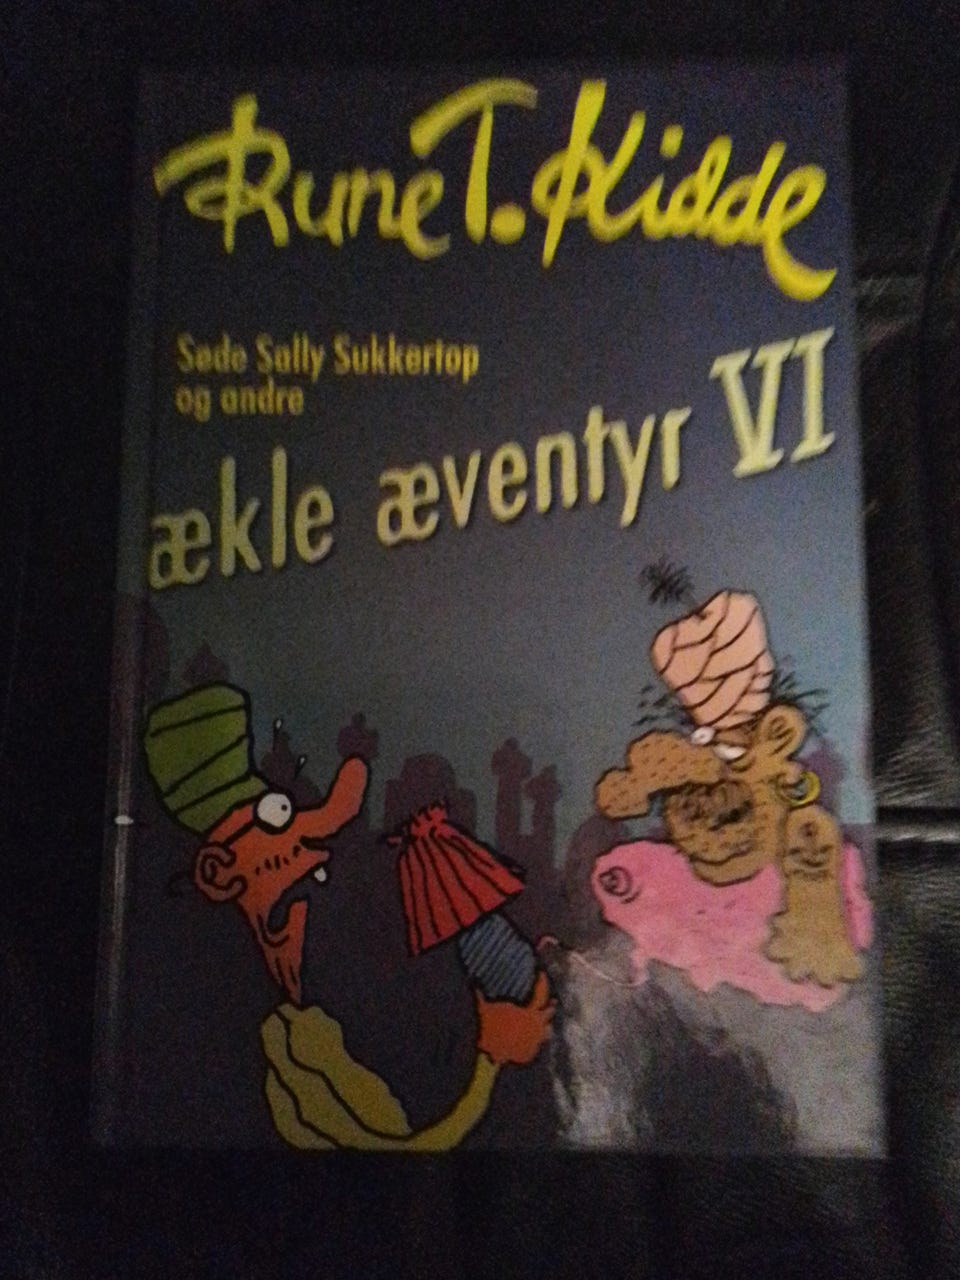 Rune T. Kidde
Søde Sally Sukkertop
og andre
ækle æventyr VI